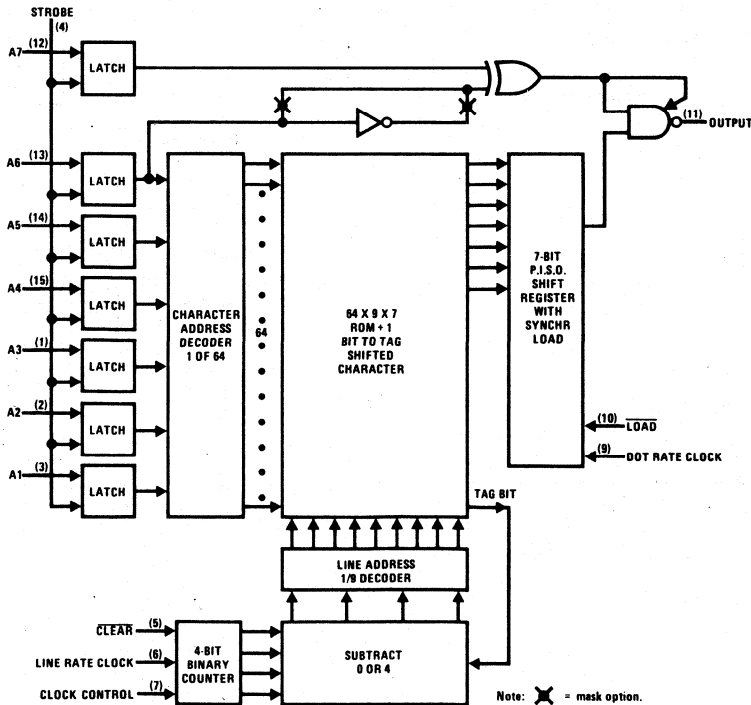 STROBE
(4)
A7 (12)
LATCH
(11)
OUTPUT
A6 (13)
LATCH
A5 (14)
LATCH
A4 (15)
LATCH
A3 (1)
LATCH
A2 (2)
LATCH
A1 (3)
LATCH
CHARACTER
ADDRESS
DECODER
1 OF 64
64
64 X 9 X 7
ROM + 1
BIT TO TAG
SHIFTED
CHARACTER
7-BIT
P.I.S.O.
SHIFT
REGISTER
WITH
SYNCHR
LOAD
(10)
LOAD
(9)
DOT RATE CLOCK
TAG BIT
LINE ADDRESS
1/9 DECODER
CLEAR (5)
LINE RATE CLOCK (6)
CLOCK CONTROL (7)
4-BIT
BINARY
COUNTER
SUBTRACT
0 OR 4
Note: = mask option.